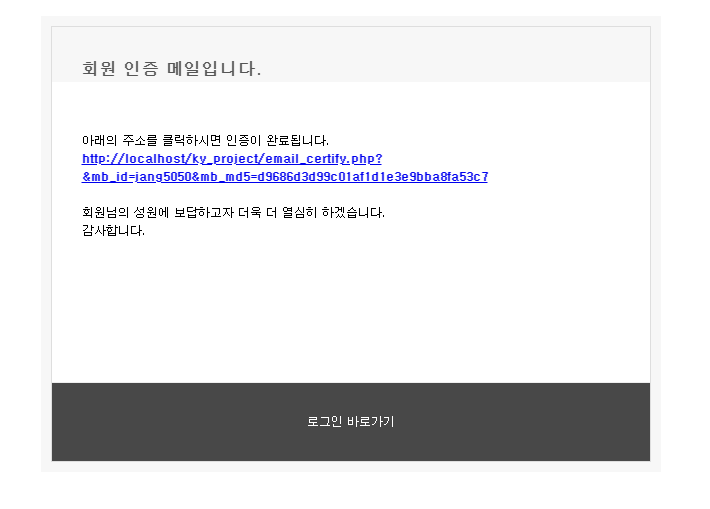 회원 인증 메일입니다.
아래의 주소를 클릭하시면 인증이 완료됩니다.
http://localhost/ky_project/email_certify.php?
&mb_id=jang5050&mb_md5=d9686d3d99c01af1d1e3e9bba8fa53c7
회원님의 성원에 보답하고자 더욱 더 열심히 하겠습니다.
감사합니다.
로그인 바로가기